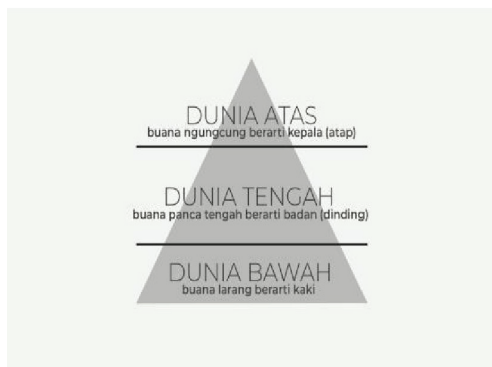 DUNIA ATAS
buana ngungcung berarti kepala (atap)
DUNIA TENGAH
buana panca tengah berarti badan (dinding)
DUNIA BAWAH
buana larang berarti kaki